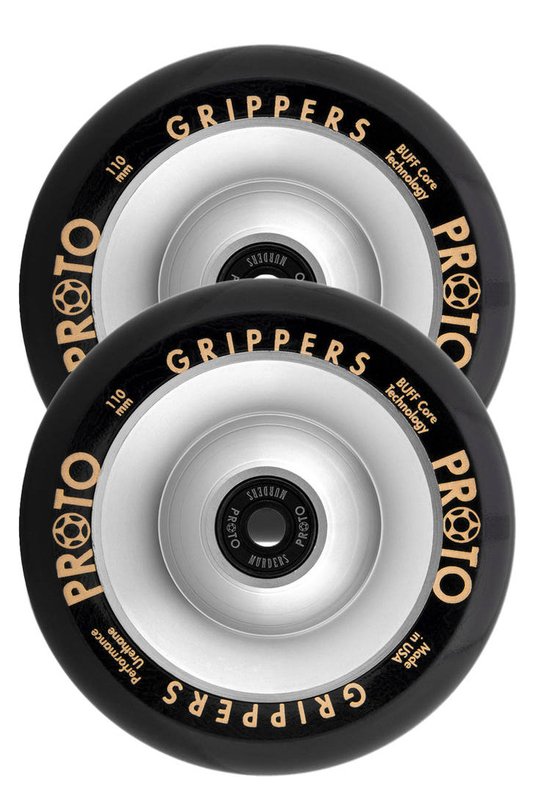 GRIPPERS
110
mm
BUFF Core
Technology
PROTO
PROTO
MURDERS
GRIPPERS
110
mm
BUFF Core
Technology
PROTO
PROTO
MURDERS
PROTO
PROTO
MURDERS
Performance
Urethane
Made
in USA
GRIPPERS